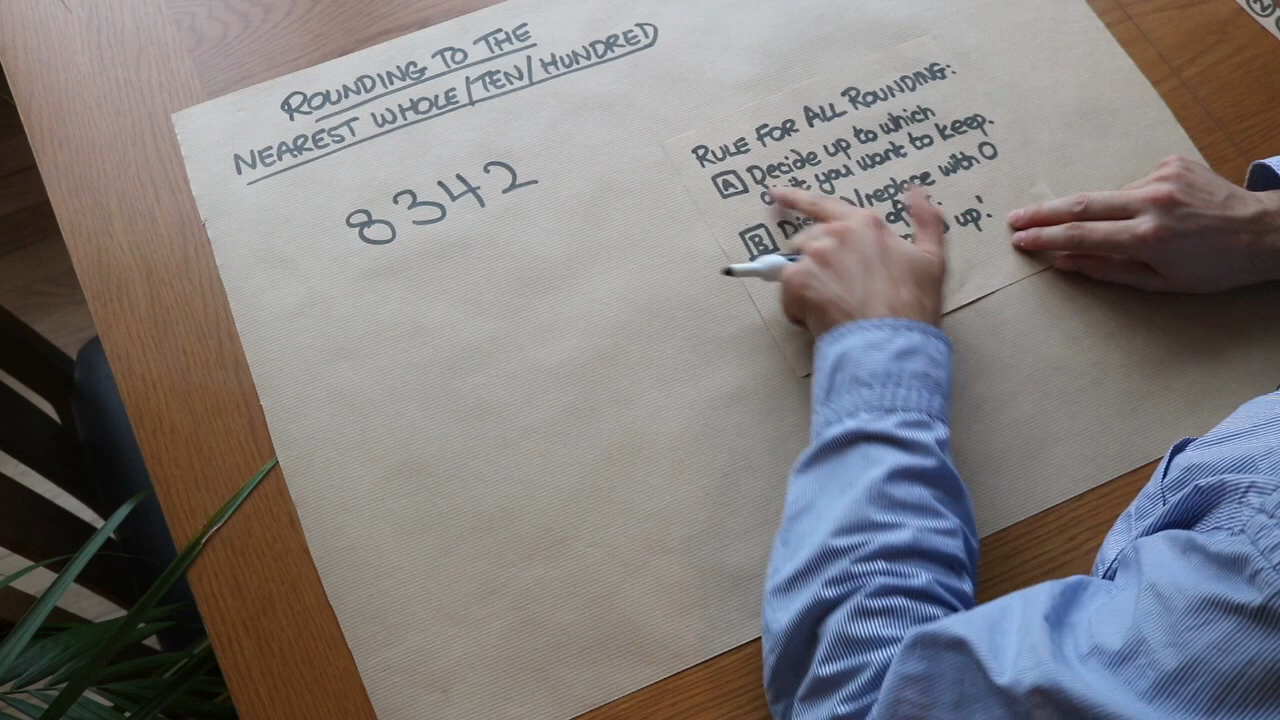 ROUNDING TO THE
NEAREST WHOLE/TEN/HUNDRED
8342
RULE FOR ALL ROUNDING:
A Decide up to which
you want to keep.
B /replace with 0
up'.
2